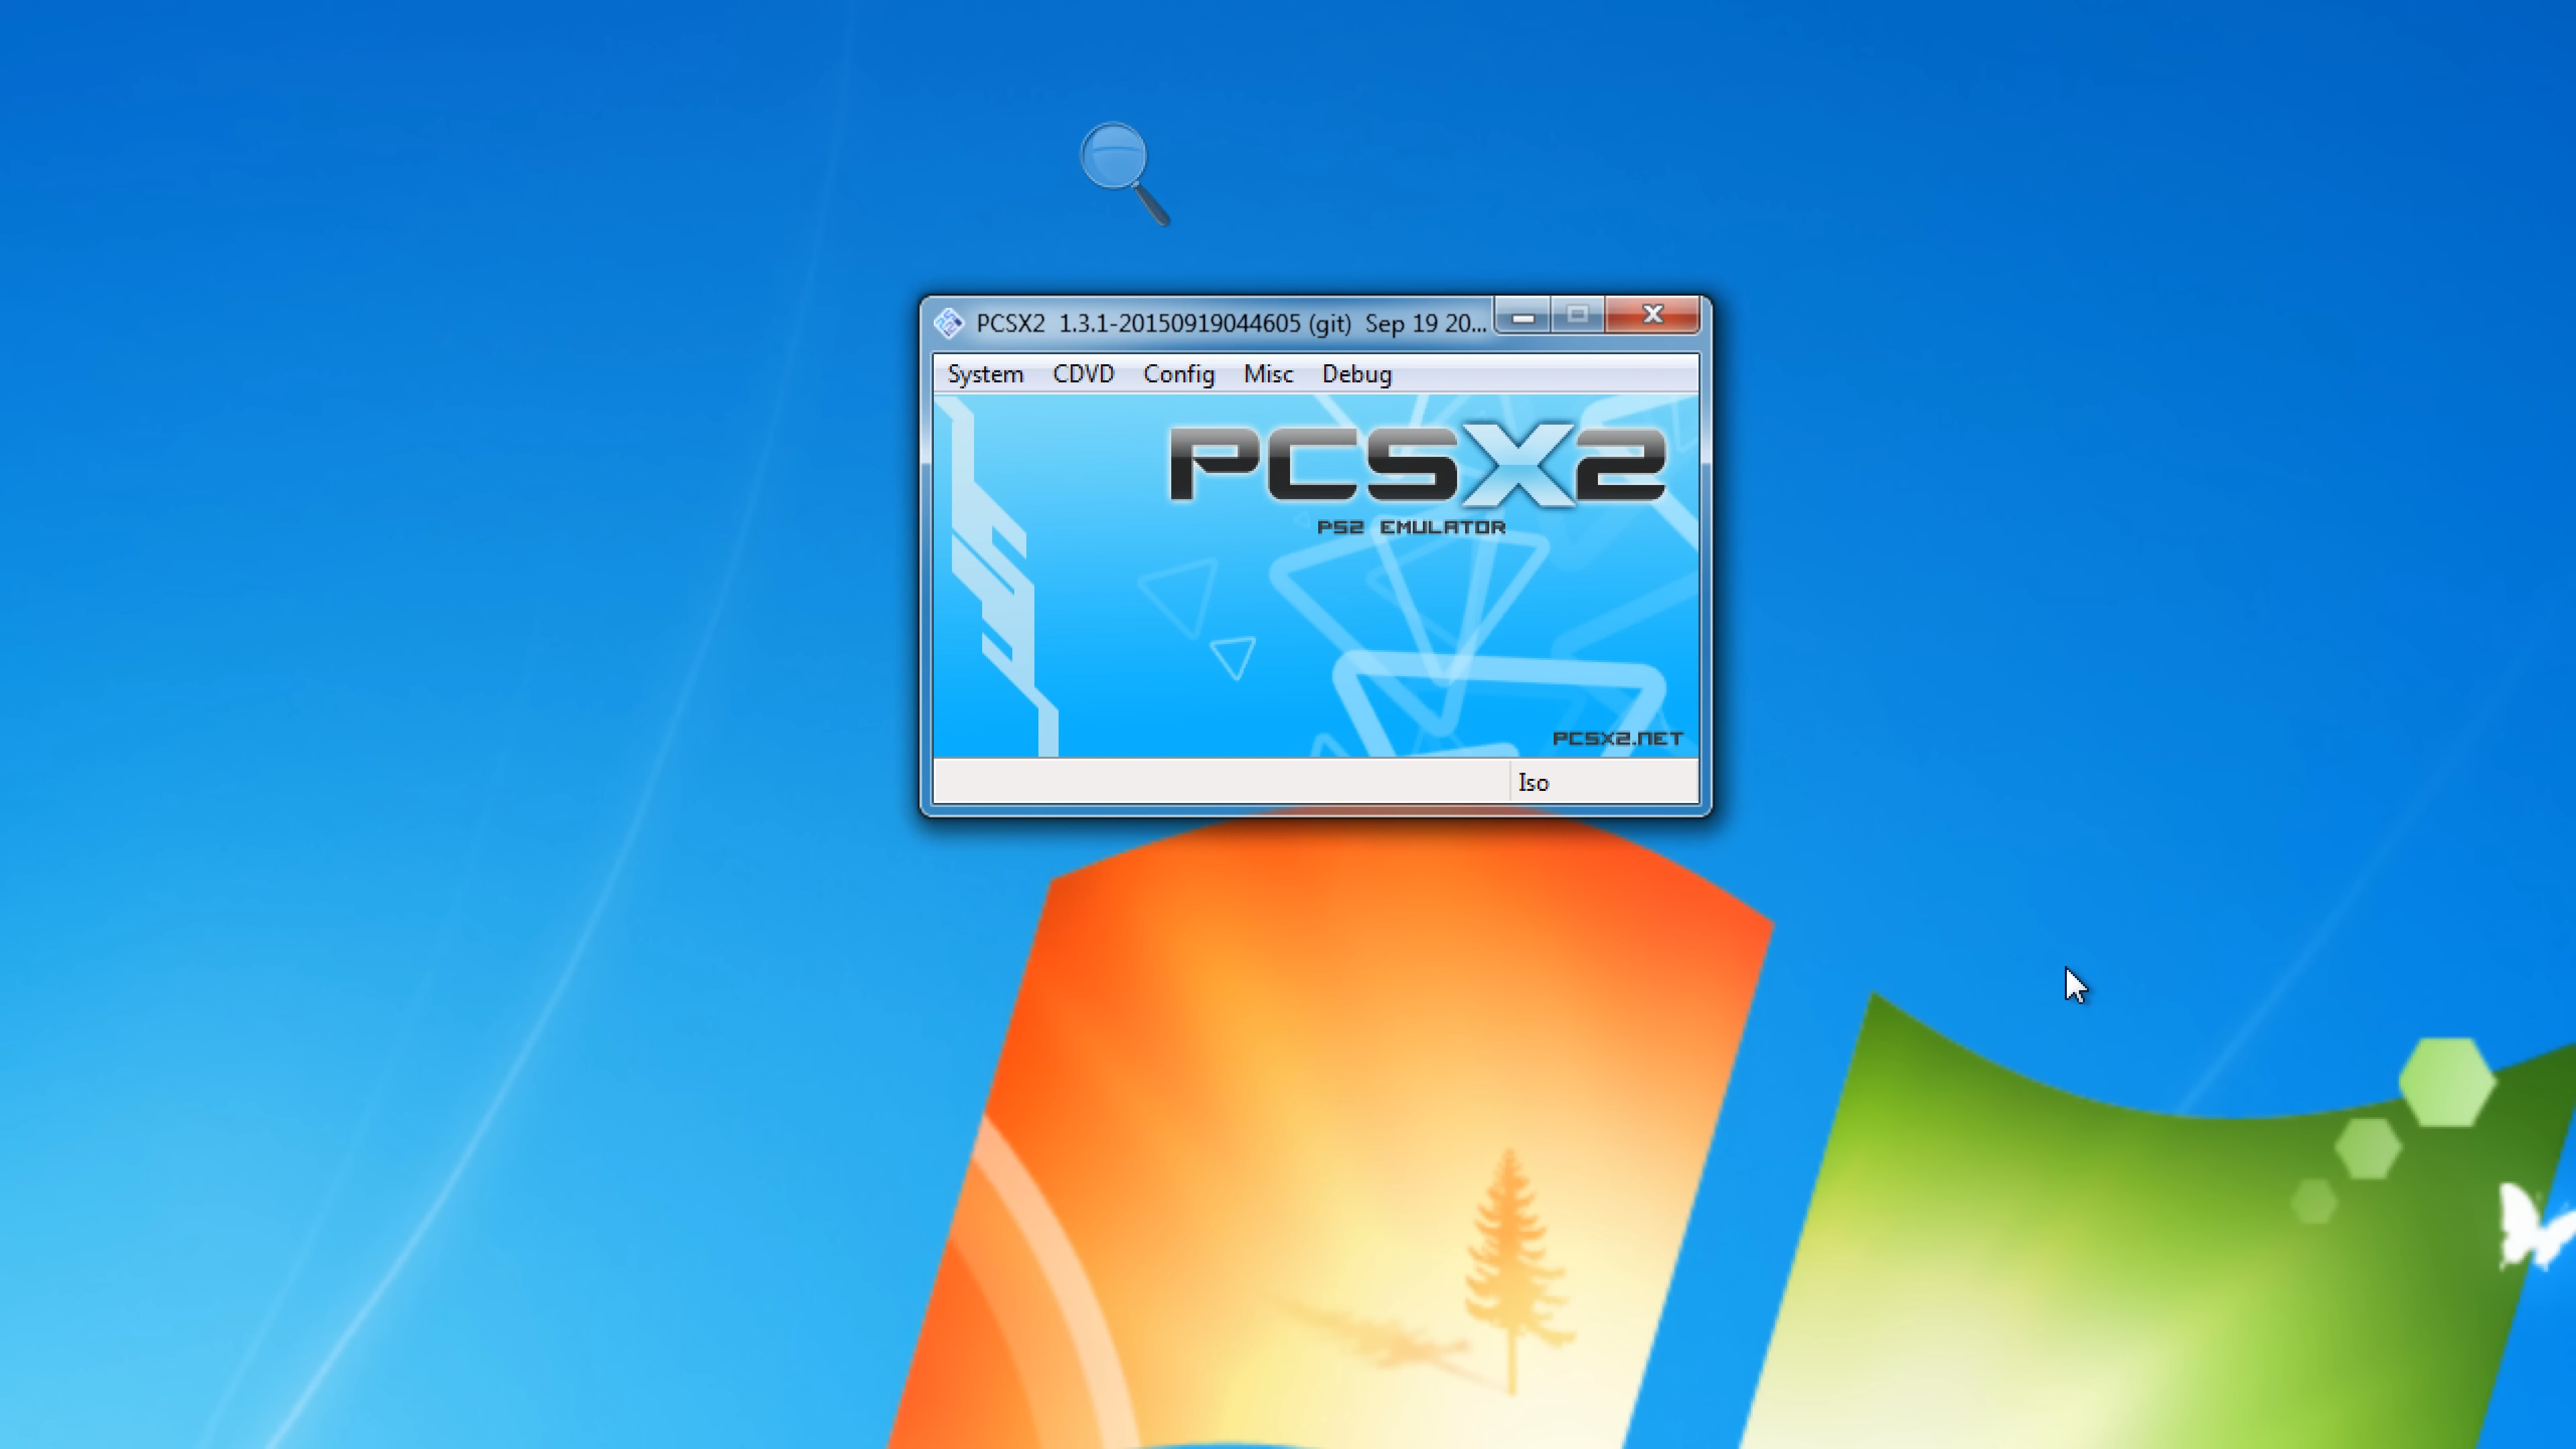 PCSX2 1.3.1-20150919044605 (git) Sep 19 20...
System CDVD Config Misc Debug
PCSX2
PS2 EMULATOR
PCSX2.NET
Iso